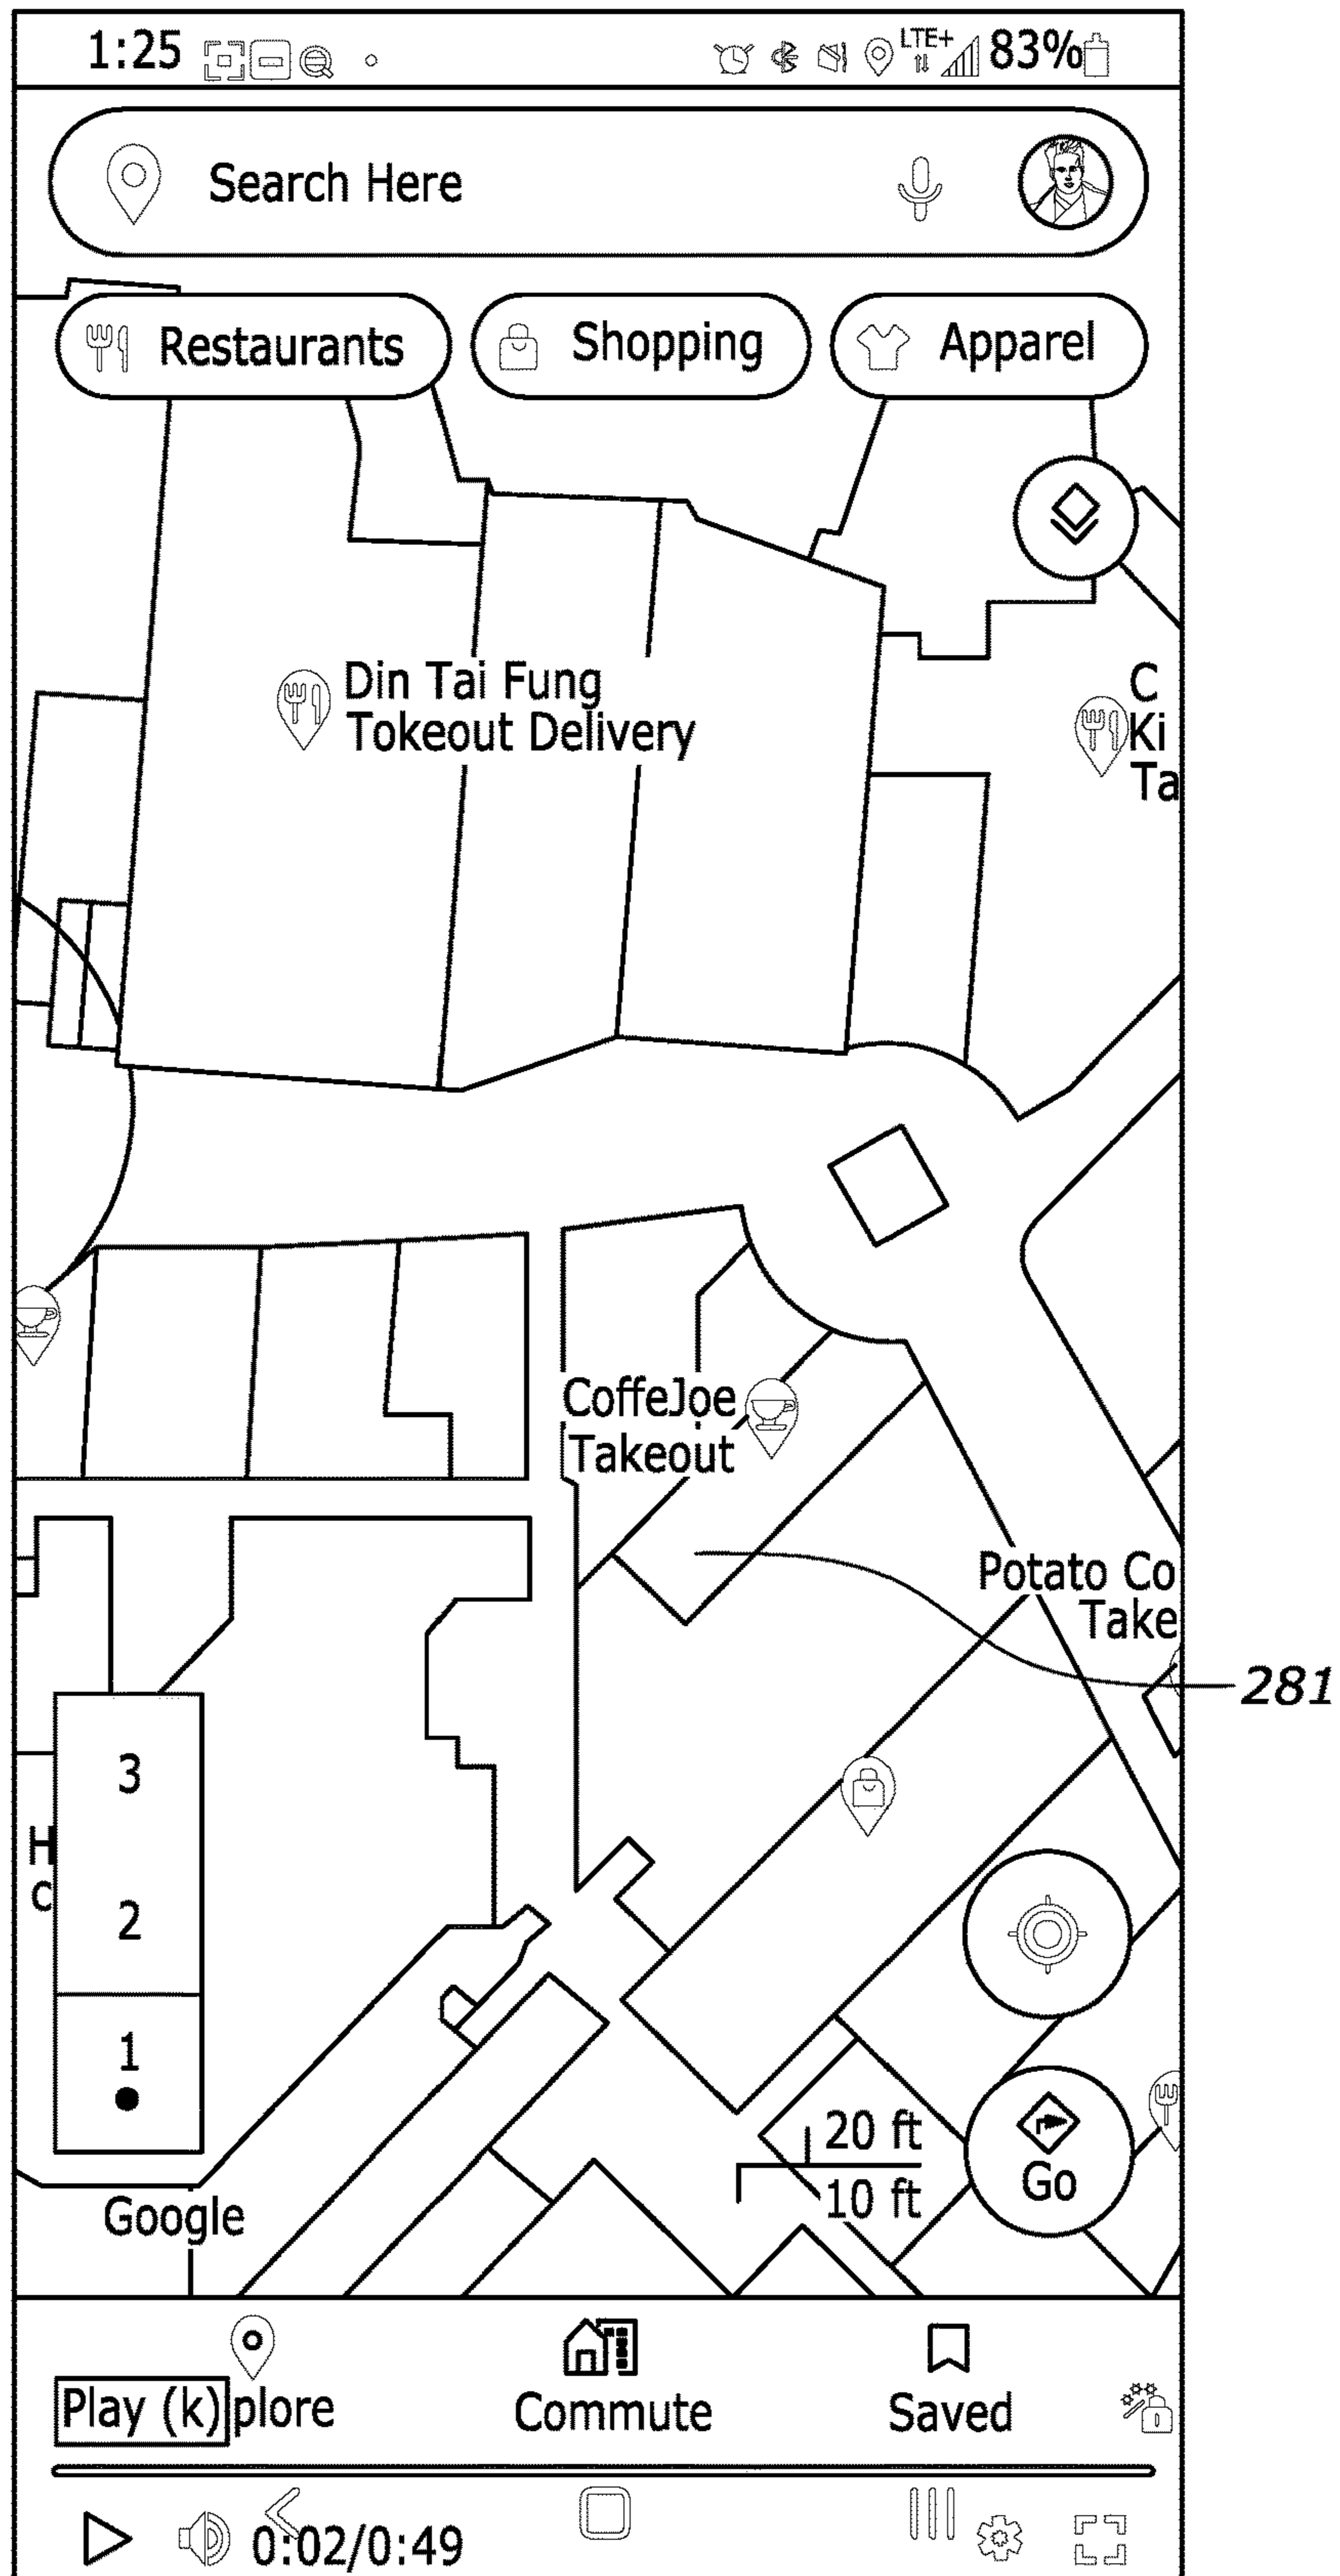 1:25 LTE+ 83%
Search Here
Restaurants Shopping Apparel
Din Tai Fung
Tokeout Delivery
C
Ki
Ta
CoffeJoe
Takeout
Potato Co
Take
281
3
H
C
2
1
20 ft
10 ft
Go
Google
Play (k)plore Commute Saved
0:02/0:49